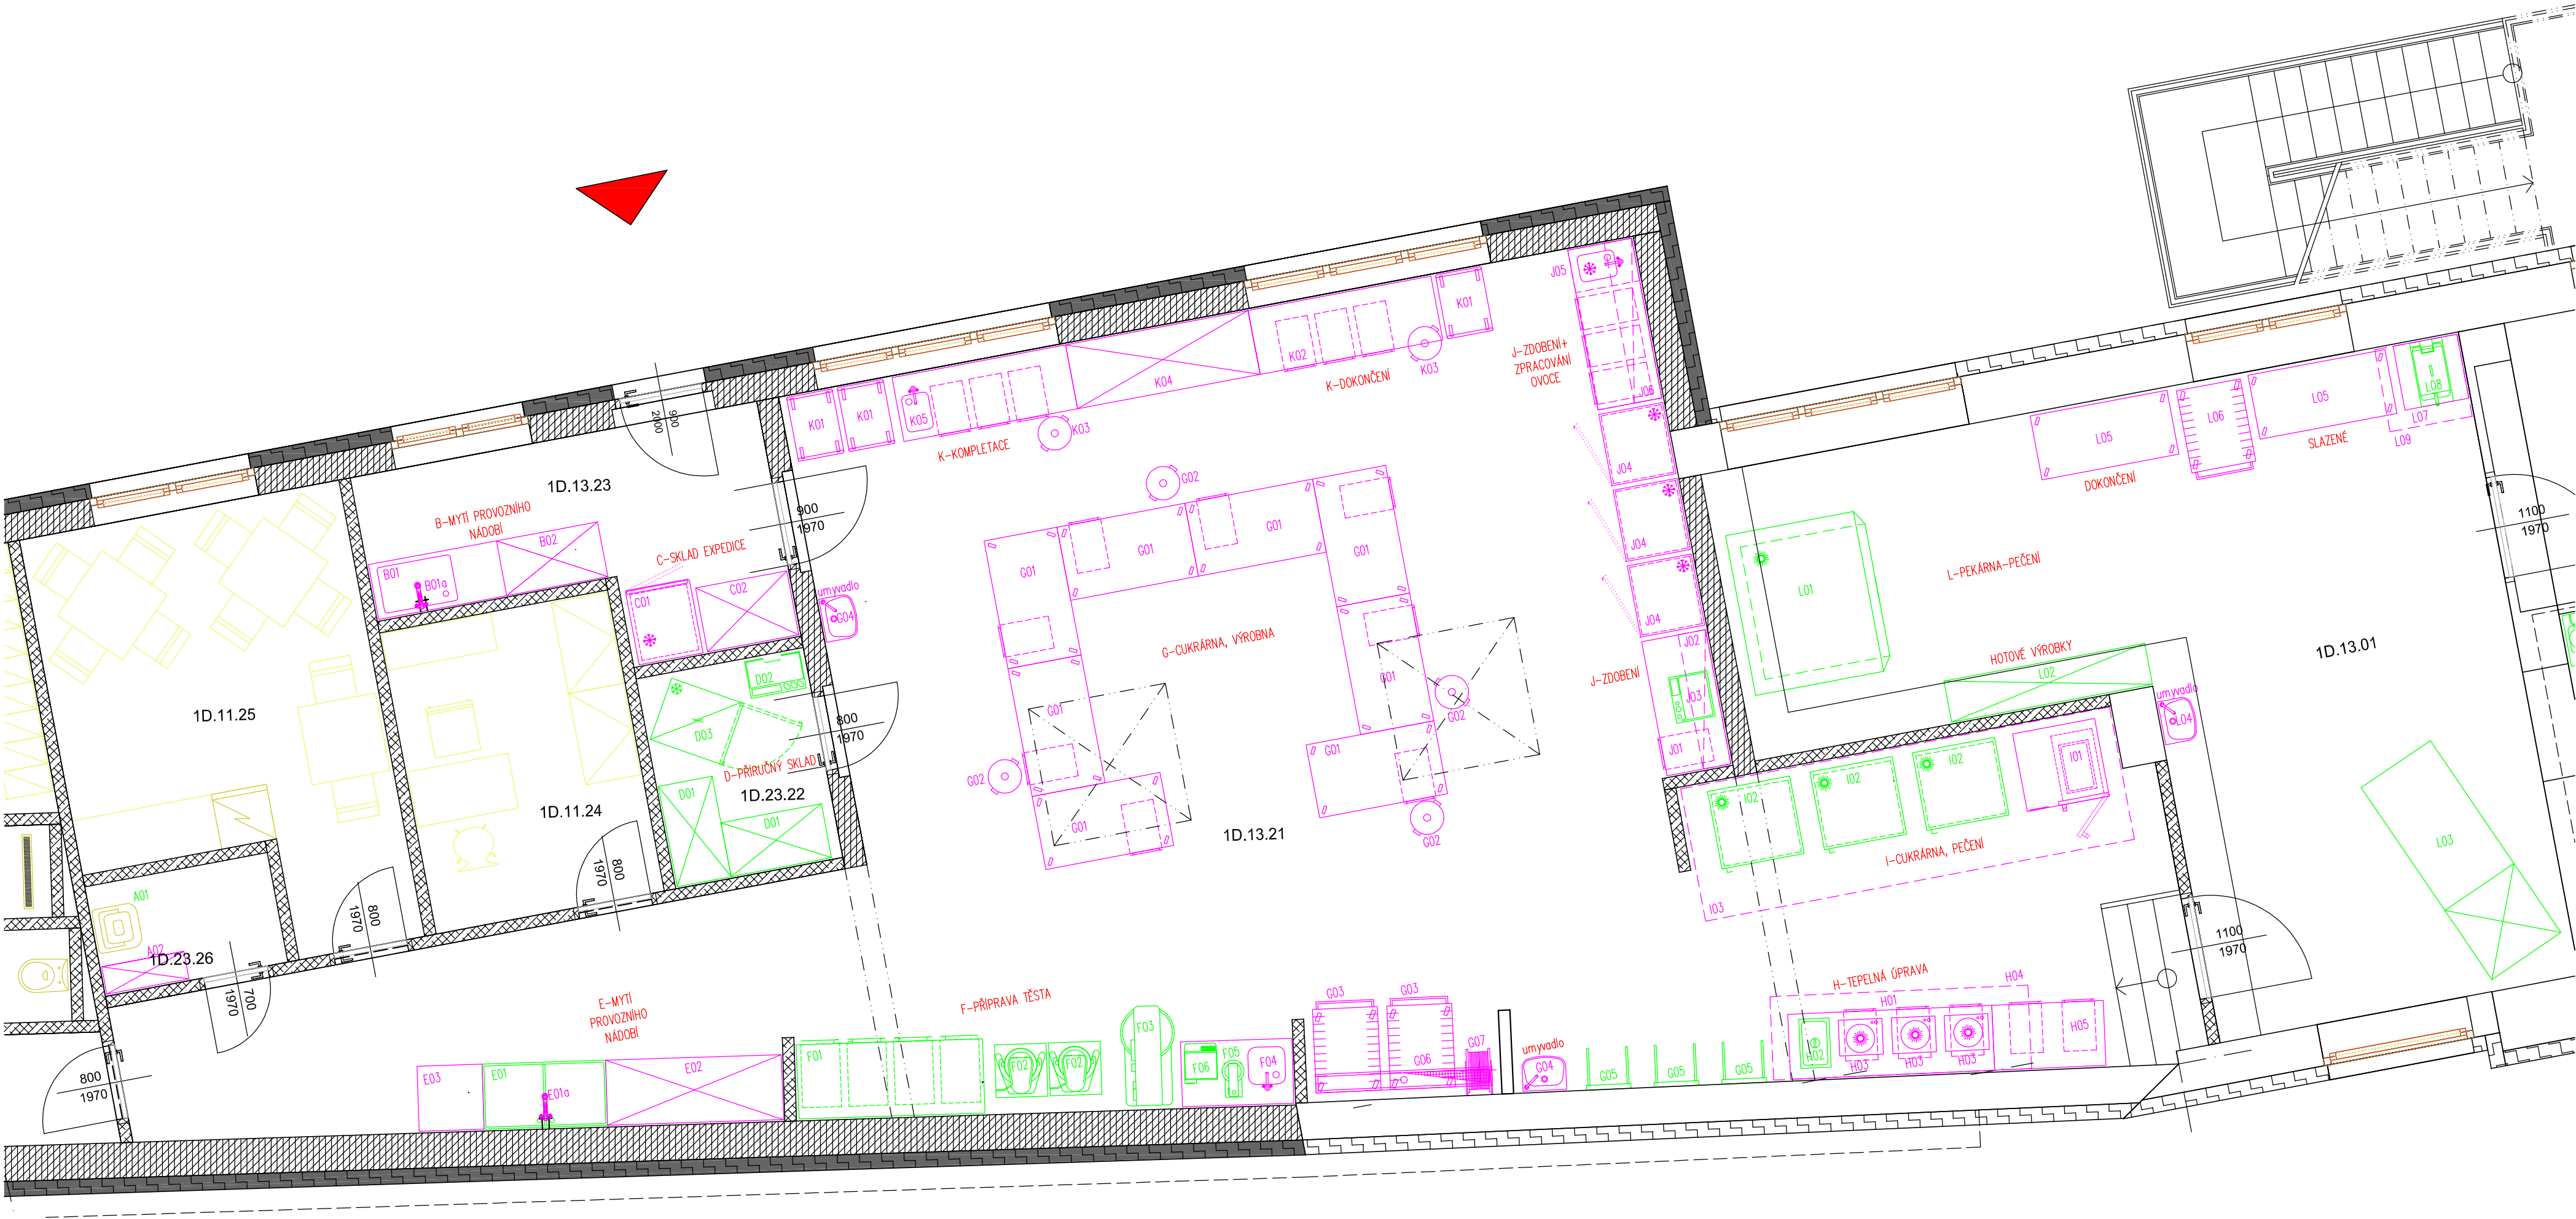 J05
K01
K02
K03
K-DOKONČENÍ
K04
J-ZDOBENÍ+
ZPRACOVÁNÍ
OVOCE
J06
K01
K01
K05
K03
K-KOMPLETACE
900
2000
L08
L07
L05
L09
L06
SLAZENÉ
L05
DOKONČENÍ
1D.13.23
B-MYTÍ PROVOZNÍHO
NÁDOBÍ
B02
B01
B01a
C-SKLAD EXPEDICE
C01
C02
900
1970
umyvadlo
G04
G02
G01
G01
G01
G01
J04
J04
J04
1100
1970
L-PEKÁRNA-PEČENÍ
L01
G-CUKRÁRNA, VÝROBNA
J02
J-ZDOBENÍ
J03
J01
HOTOVÉ VÝROBKY
L02
1D.13.01
umyvadlo
L04
1D.11.25
D02
D03
800
1970
D-PŘÍRUČNÝ SKLAD
1D.23.22
D01
D01
1D.11.24
G01
G02
G01
G01
G02
G01
G02
1D.13.21
I02
I02
I02
I01
I-CUKRÁRNA, PEČENÍ
I03
L03
800
1970
800
1970
A01
A02
1D.23.26
700
1970
1100
1970
E-MYTÍ
PROVOZNÍHO
NÁDOBÍ
F-PŘÍPRAVA TĚSTA
G03
G03
H-TEPELNÁ ÚPRAVA
H04
H01
800
1970
E03
E01
E01a
E02
F01
F02
F02
F03
F06
F05
F04
G06
G07
umyvadlo
G04
G05
G05
G05
H02
H03
H03
H03
H05